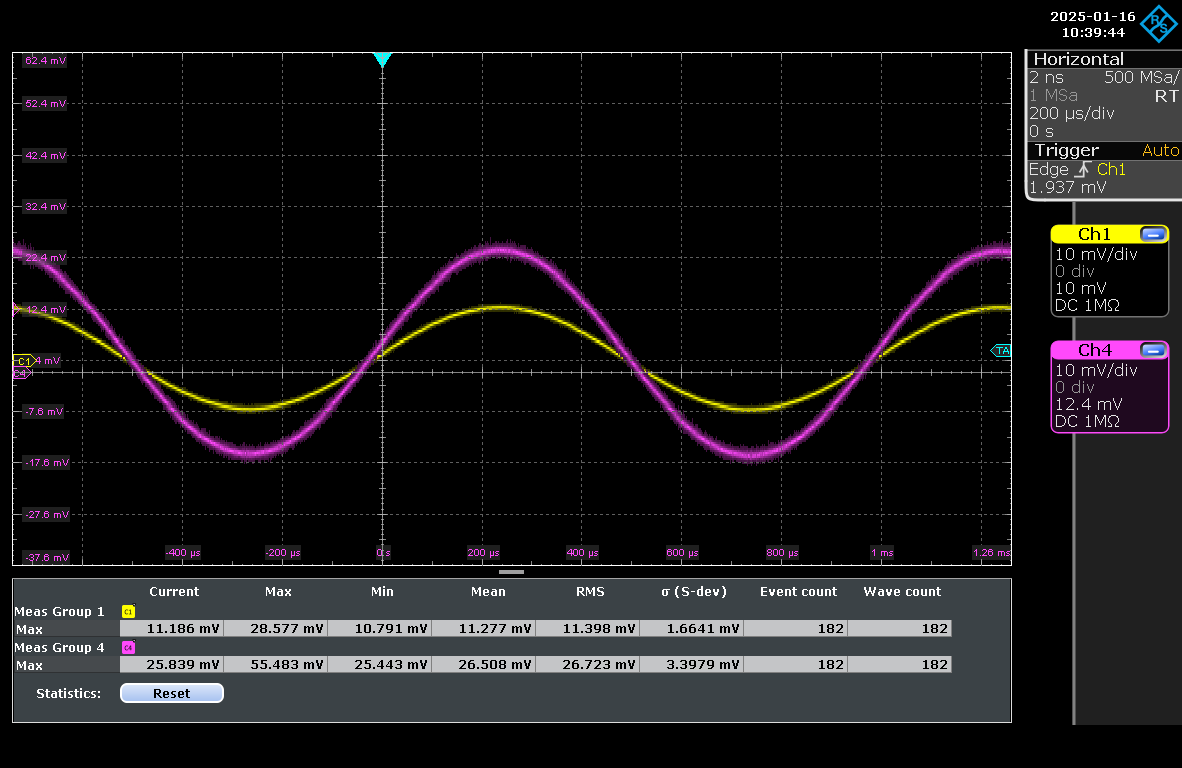 2025-01-16
10:39:44
R&S
Horizontal
2 ns 500 MSa/
1 MSa RT
200 µs/div
0 s
Trigger Auto
Edge Ch1
1.937 mV
Ch1
10 mV/div
0 div
10 mV
DC 1MΩ
Ch4
10 mV/div
0 div
12.4 mV
DC 1MΩ
62.4 mV
52.4 mV
42.4 mV
32.4 mV
22.4 mV
12.4 mV
C1 4 mV
TA
C4
-7.6 mV
-17.6 mV
-27.6 mV
-37.6 mV
-400 µs -200 µs 0 s 200 µs 400 µs 600 µs 800 µs 1 ms 1.26 ms
Current Max Min Mean RMS σ (S-dev) Event count Wave count
Meas Group 1 C1
Max 11.186 mV 28.577 mV 10.791 mV 11.277 mV 11.398 mV 1.6641 mV 182 182
Meas Group 4 C4
Max 25.839 mV 55.483 mV 25.443 mV 26.508 mV 26.723 mV 3.3979 mV 182 182
Statistics: Reset